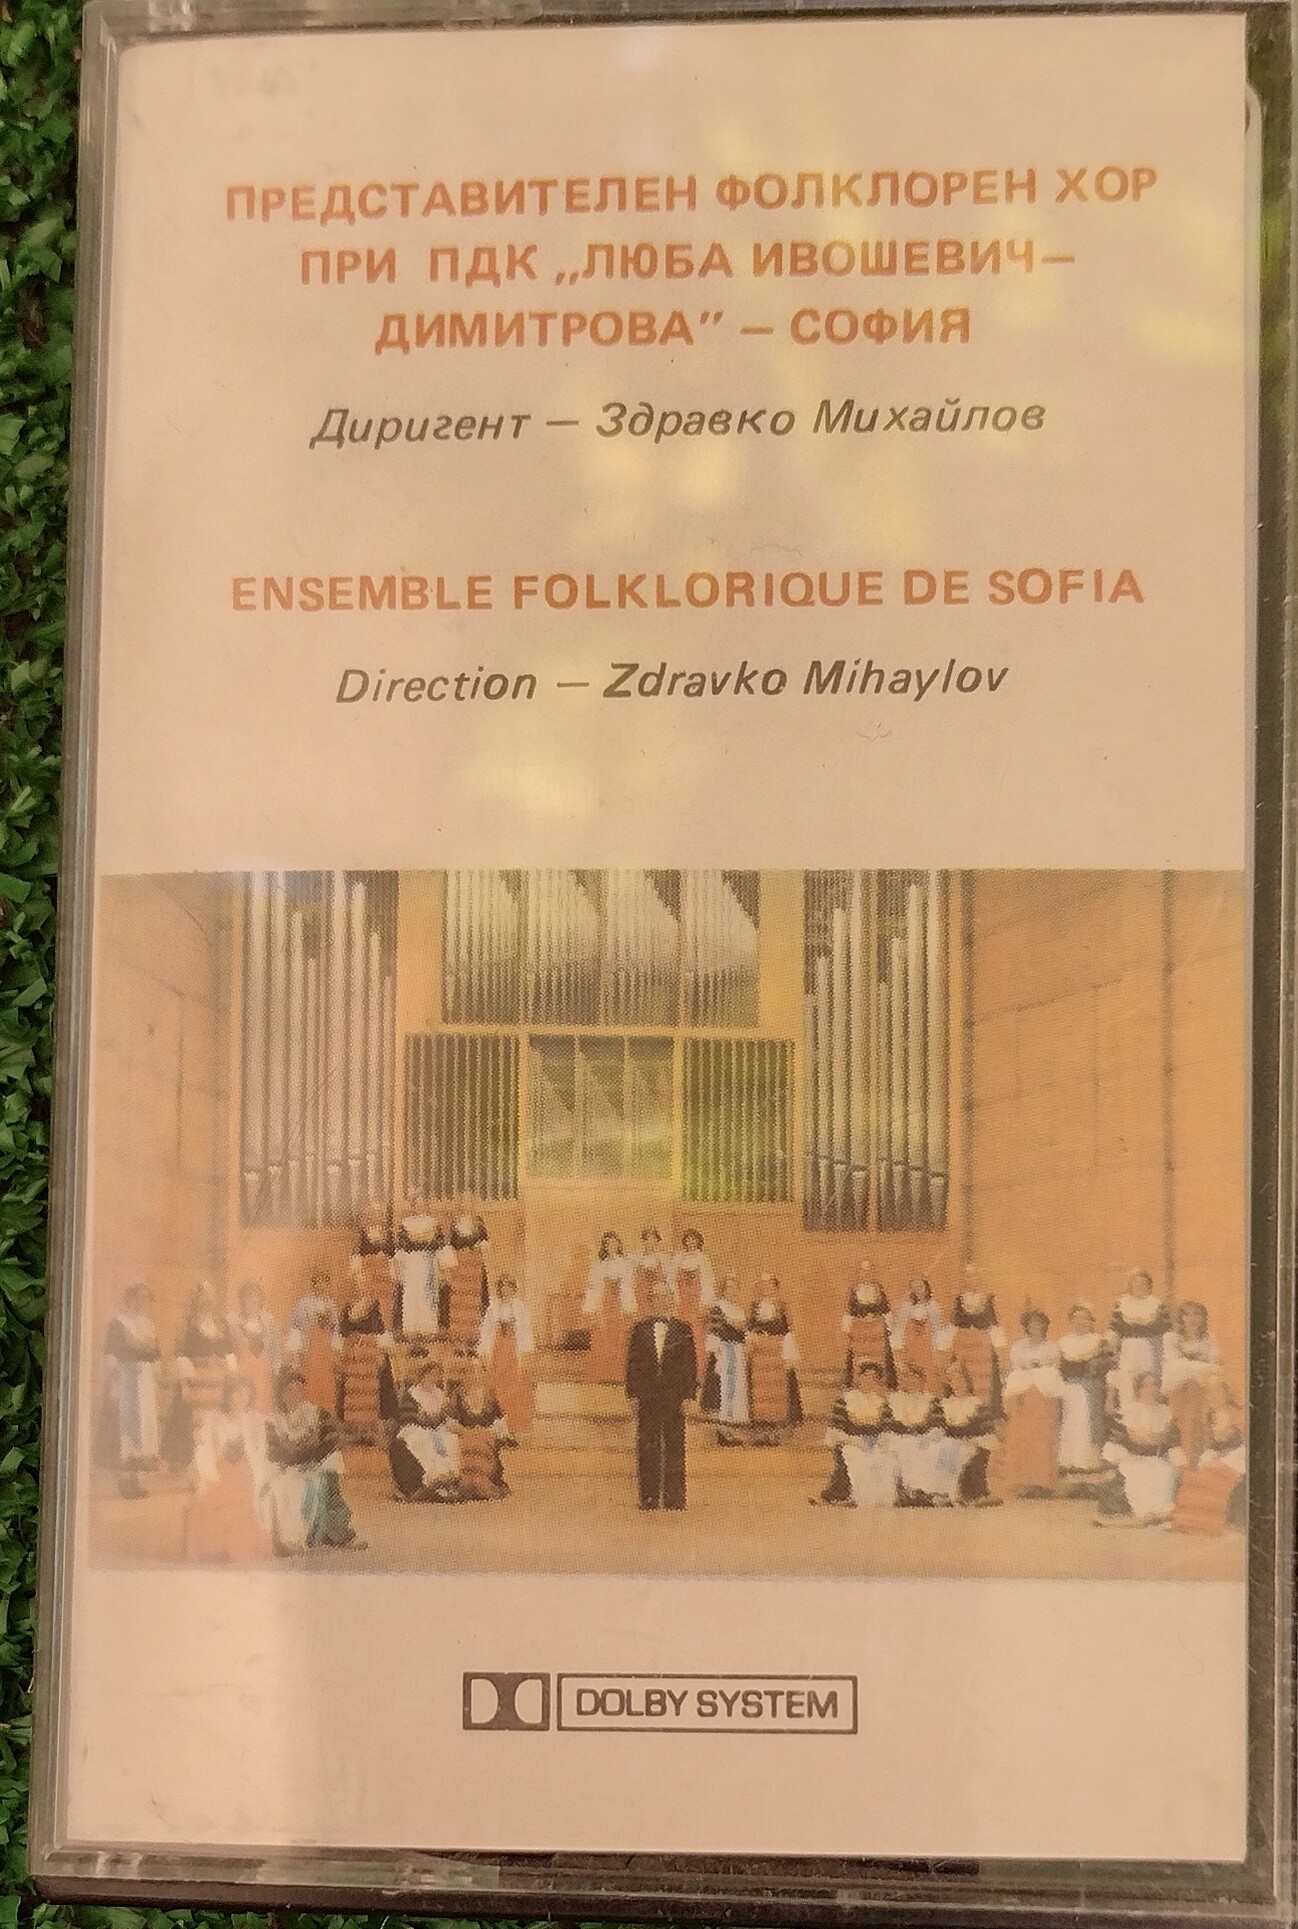 ПРЕДСТАВИТЕЛЕН ФОЛКЛОРЕН ХОР
ПРИ ПДК „ЛЮБА ИВОШЕВИЧ–
ДИМИТРОВА” – СОФИЯ
Диригент – Здравко Михайлов
ENSEMBLE FOLKLORIQUE DE SOFIA
Direction – Zdravko Mihaylov
DOLBY SYSTEM